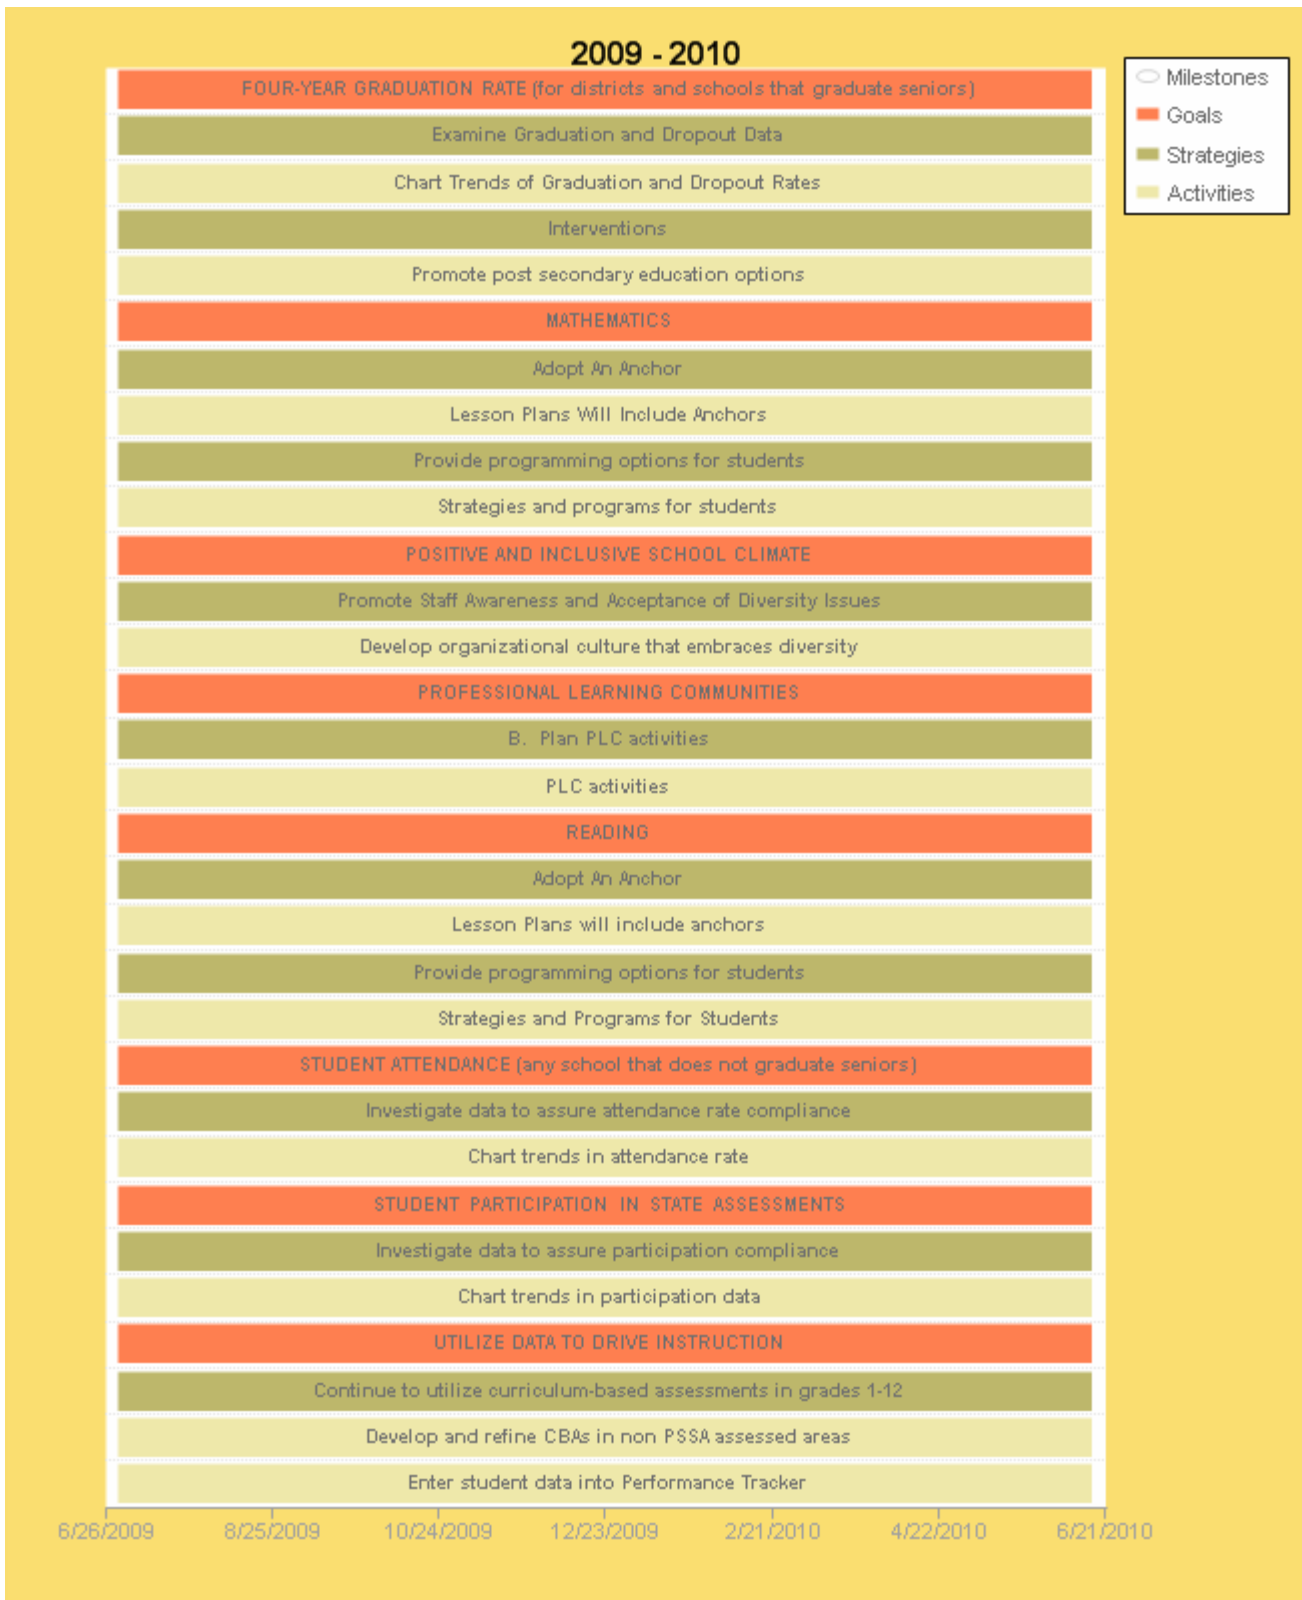 2009 - 2010
Milestones
Goals
Strategies
Activities
FOUR-YEAR GRADUATION RATE (for districts and schools that graduate seniors)
Examine Graduation and Dropout Data
Chart Trends of Graduation and Dropout Rates
Interventions
Promote post secondary education options
MATHEMATICS
Adopt An Anchor
Lesson Plans Will Include Anchors
Provide programming options for students
Strategies and programs for students
POSITIVE AND INCLUSIVE SCHOOL CLIMATE
Promote Staff Awareness and Acceptance of Diversity Issues
Develop organizational culture that embraces diversity
PROFESSIONAL LEARNING COMMUNITIES
B. Plan PLC activities
PLC activities
READING
Adopt An Anchor
Lesson Plans will include anchors
Provide programming options for students
Strategies and Programs for Students
STUDENT ATTENDANCE (any school that does not graduate seniors)
Investigate data to assure attendance rate compliance
Chart trends in attendance rate
STUDENT PARTICIPATION IN STATE ASSESSMENTS
Investigate data to assure participation compliance
Chart trends in participation data
UTILIZE DATA TO DRIVE INSTRUCTION
Continue to utilize curriculum-based assessments in grades 1-12
Develop and refine CBAs in non PSSA assessed areas
Enter student data into Performance Tracker
6/26/2009 8/25/2009 10/24/2009 12/23/2009 2/21/2010 4/22/2010 6/21/2010